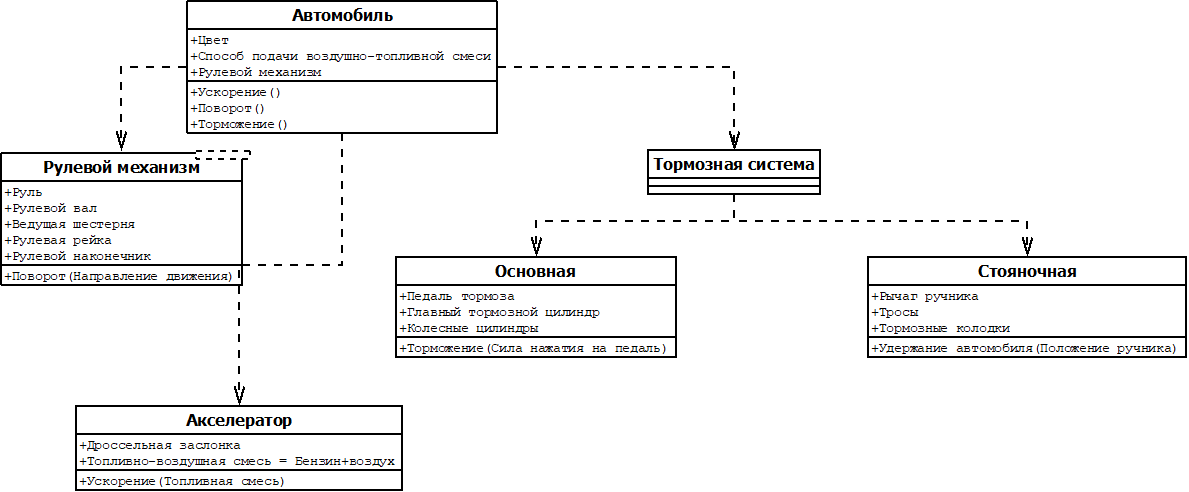 Автомобиль
+Цвет
+Способ подачи воздушно-топливной смеси
+Рулевой механизм
+Ускорение()
+Поворот()
+Торможение()
Рулевой механизм
+Руль
+Рулевой вал
+Ведущая шестерня
+Рулевая рейка
+Рулевой наконечник
+Поворот(Направление движения)
Тормозная система
Основная
+Педаль тормоза
+Главный тормозной цилиндр
+Колесные цилиндры
+Торможение(Сила нажатия на педаль)
Стояночная
+Рычаг ручника
+Тросы
+Тормозные колодки
+Удержание автомобиля(Положение ручника)
Акселератор
+Дроссельная заслонка
+Топливно-воздушная смесь = Бензин+воздух
+Ускорение(Топливная смесь)